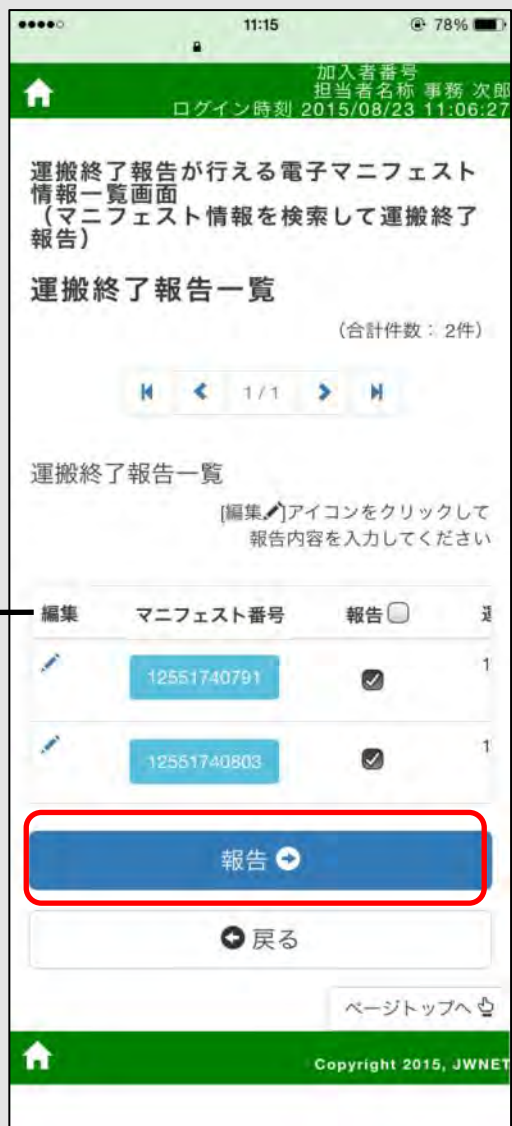 11:15
78%
加入者番号
担当者名称 事務 次郎
ログイン時刻 2015/08/23 11:06:27
運搬終了報告が行える電子マニフェスト
情報一覧画面
（マニフェスト情報を検索して運搬終了
報告）
運搬終了報告一覧
（合計件数： 2件）
1 / 1
運搬終了報告一覧
[編集]アイコンをクリックして
報告内容を入力してください
編集 マニフェスト番号 報告
12551740791 1
12551740803 1
報告
戻る
ページトップへ
Copyright 2015, JWNET